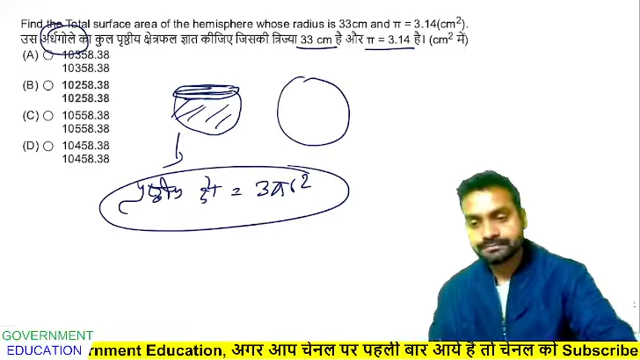 Find the Total surface area of the hemisphere whose radius is 33cm and π = 3.14(cm²).
उस अर्धगोले का कुल पृष्ठीय क्षेत्रफल ज्ञात कीजिए जिसकी त्रिज्या 33 cm है और π = 3.14 है। (cm² में)
(A) 10358.38
10358.38
(B) 10258.38
10258.38
(C) 10558.38
10558.38
(D) 10458.38
10458.38
= 3πr²
GOVERNMENT
EDUCATION
rnment Education, अगर आप चेनल पर पहली बार आये है तो चेनल को Subscribe